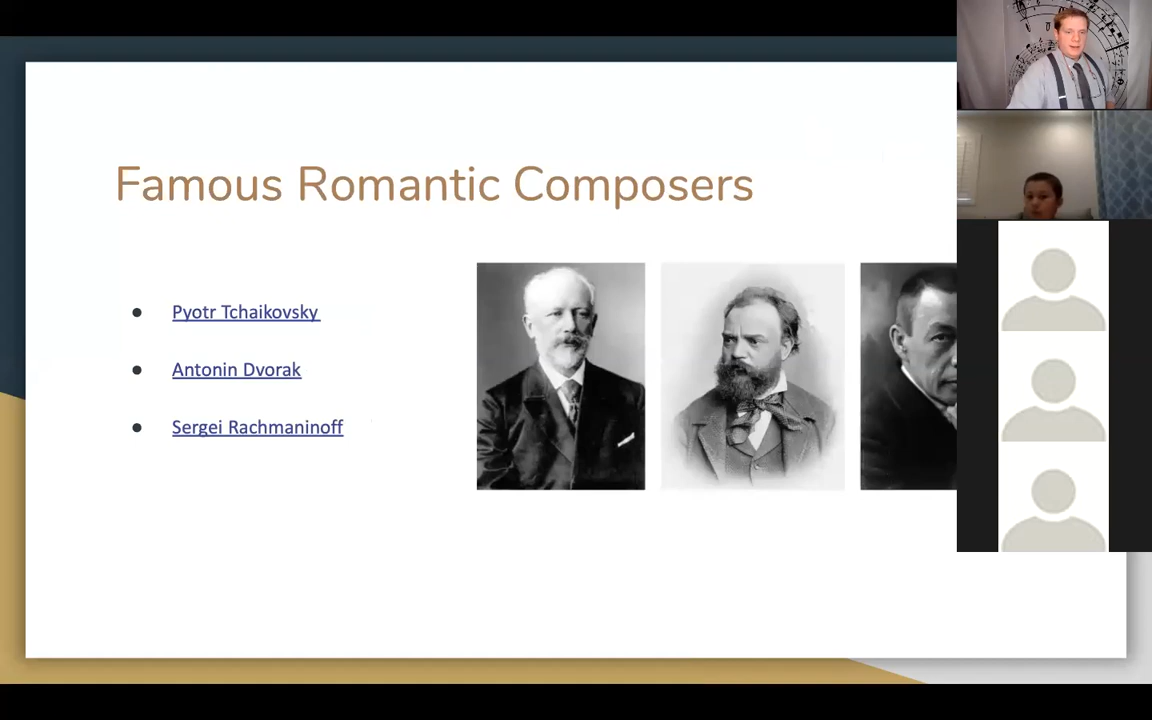 Famous Romantic Composers
Pyotr Tchaikovsky
Antonin Dvorak
Sergei Rachmaninoff